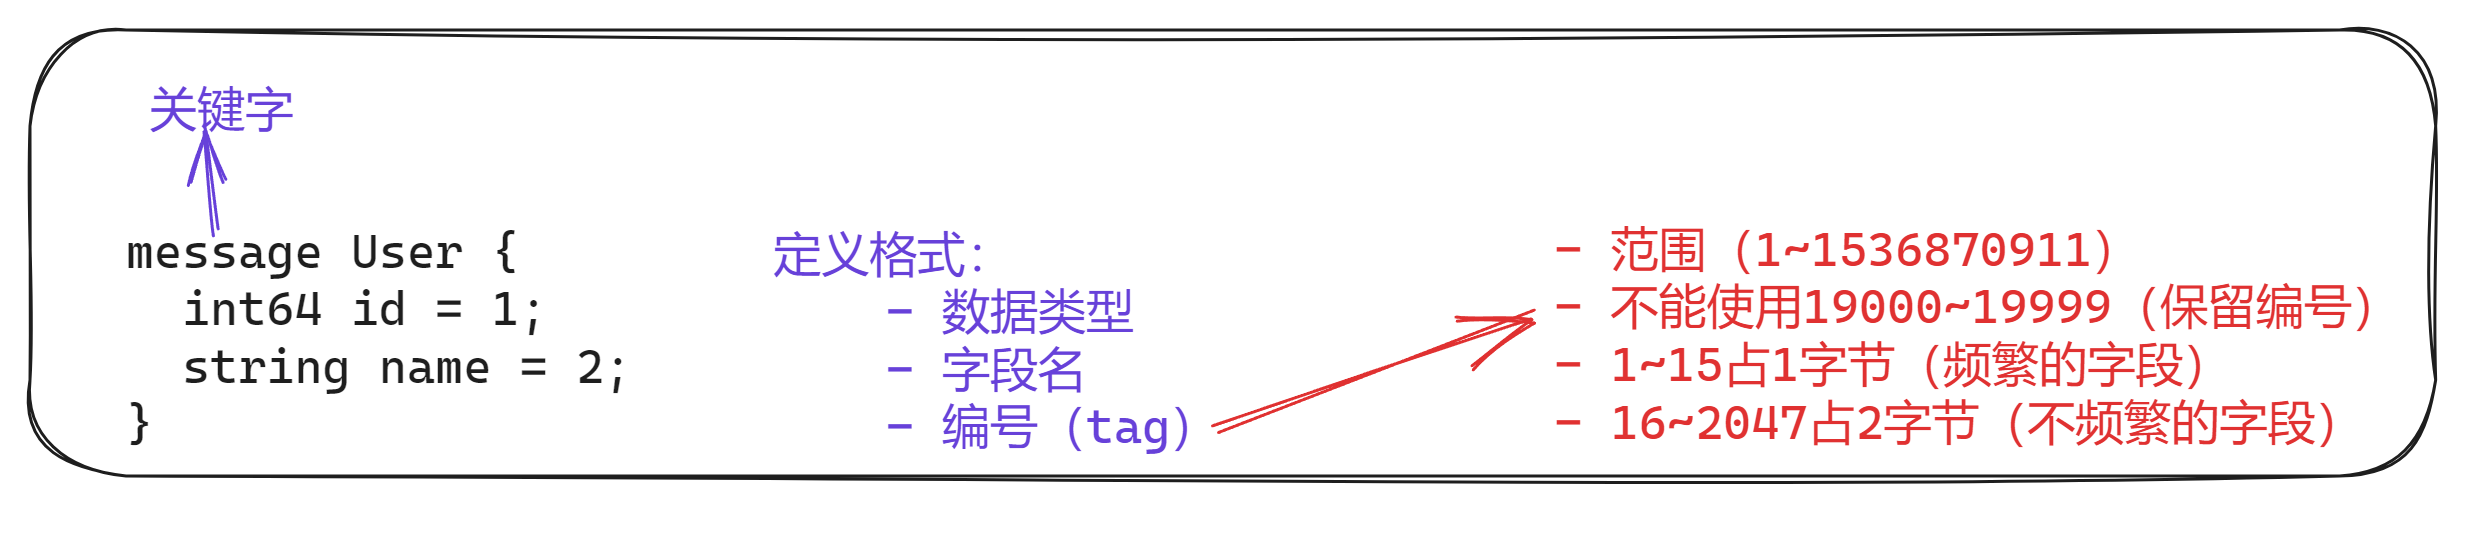 关键字
message User {
  int64 id = 1;
  string name = 2;
}
定义格式:
- 数据类型
- 字段名
- 编号（tag）
- 范围（1~1536870911）
- 不能使用19000~19999（保留编号）
- 1~15占1字节（频繁的字段）
- 16~2047占2字节（不频繁的字段）